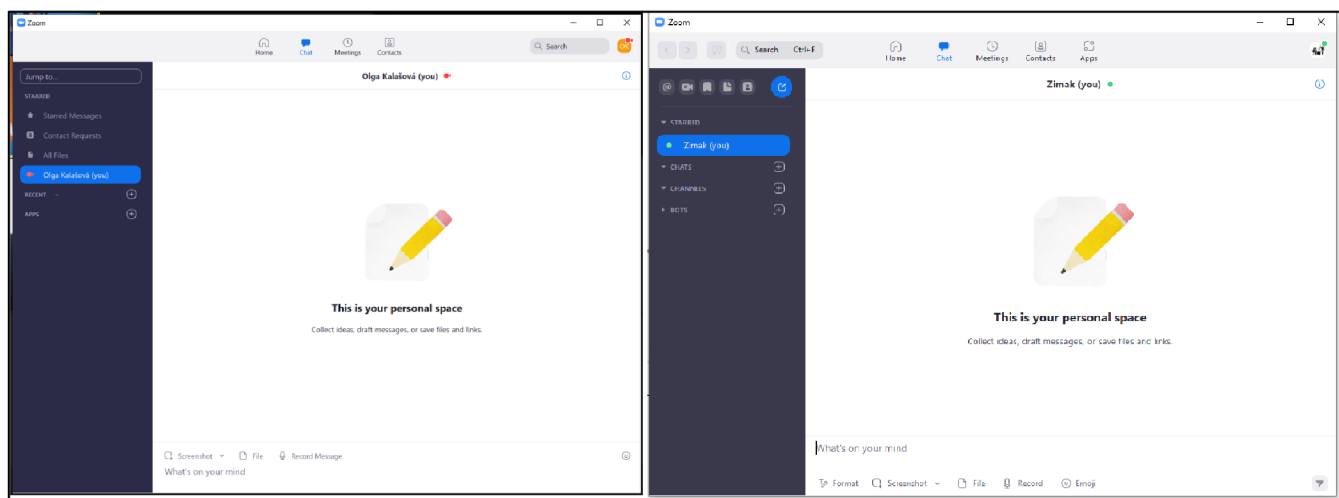 Zoom
Home
Chat
Meetings
Contacts
Search
OK
Jump to...
Olga Kalašová (you)
STARRED
Starred Messages
Contact Requests
All Files
Olga Kalašová (you)
RECENT
APPS
This is your personal space
Collect ideas, draft messages, or save files and links.
Screenshot
File
Record Message
What's on your mind
Zoom
Search Ctrl+F
Home
Chat
Meetings
Contacts
Apps
Zimak (you)
STARRED
Zimak (you)
CHATS
CHANNELS
BOTS
This is your personal space
Collect ideas, draft messages, or save files and links.
What's on your mind
Format
Screenshot
File
Record
Emoji